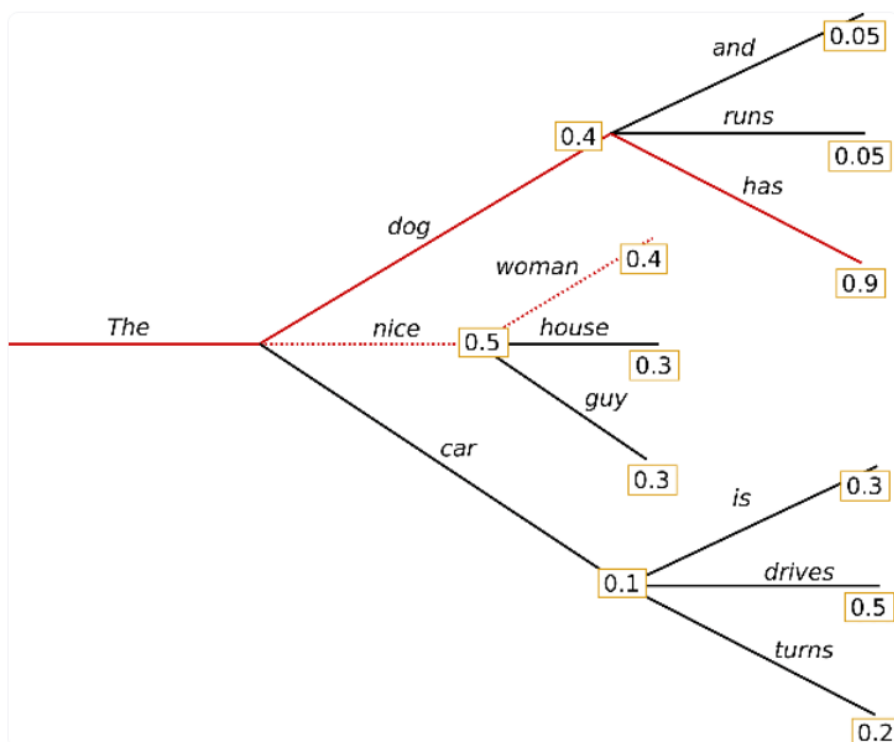 and
0.05
runs
0.4
0.05
has
dog
woman
0.4
0.9
The
nice
0.5
house
0.3
guy
car
0.3
is
0.3
0.1
drives
0.5
turns
0.2